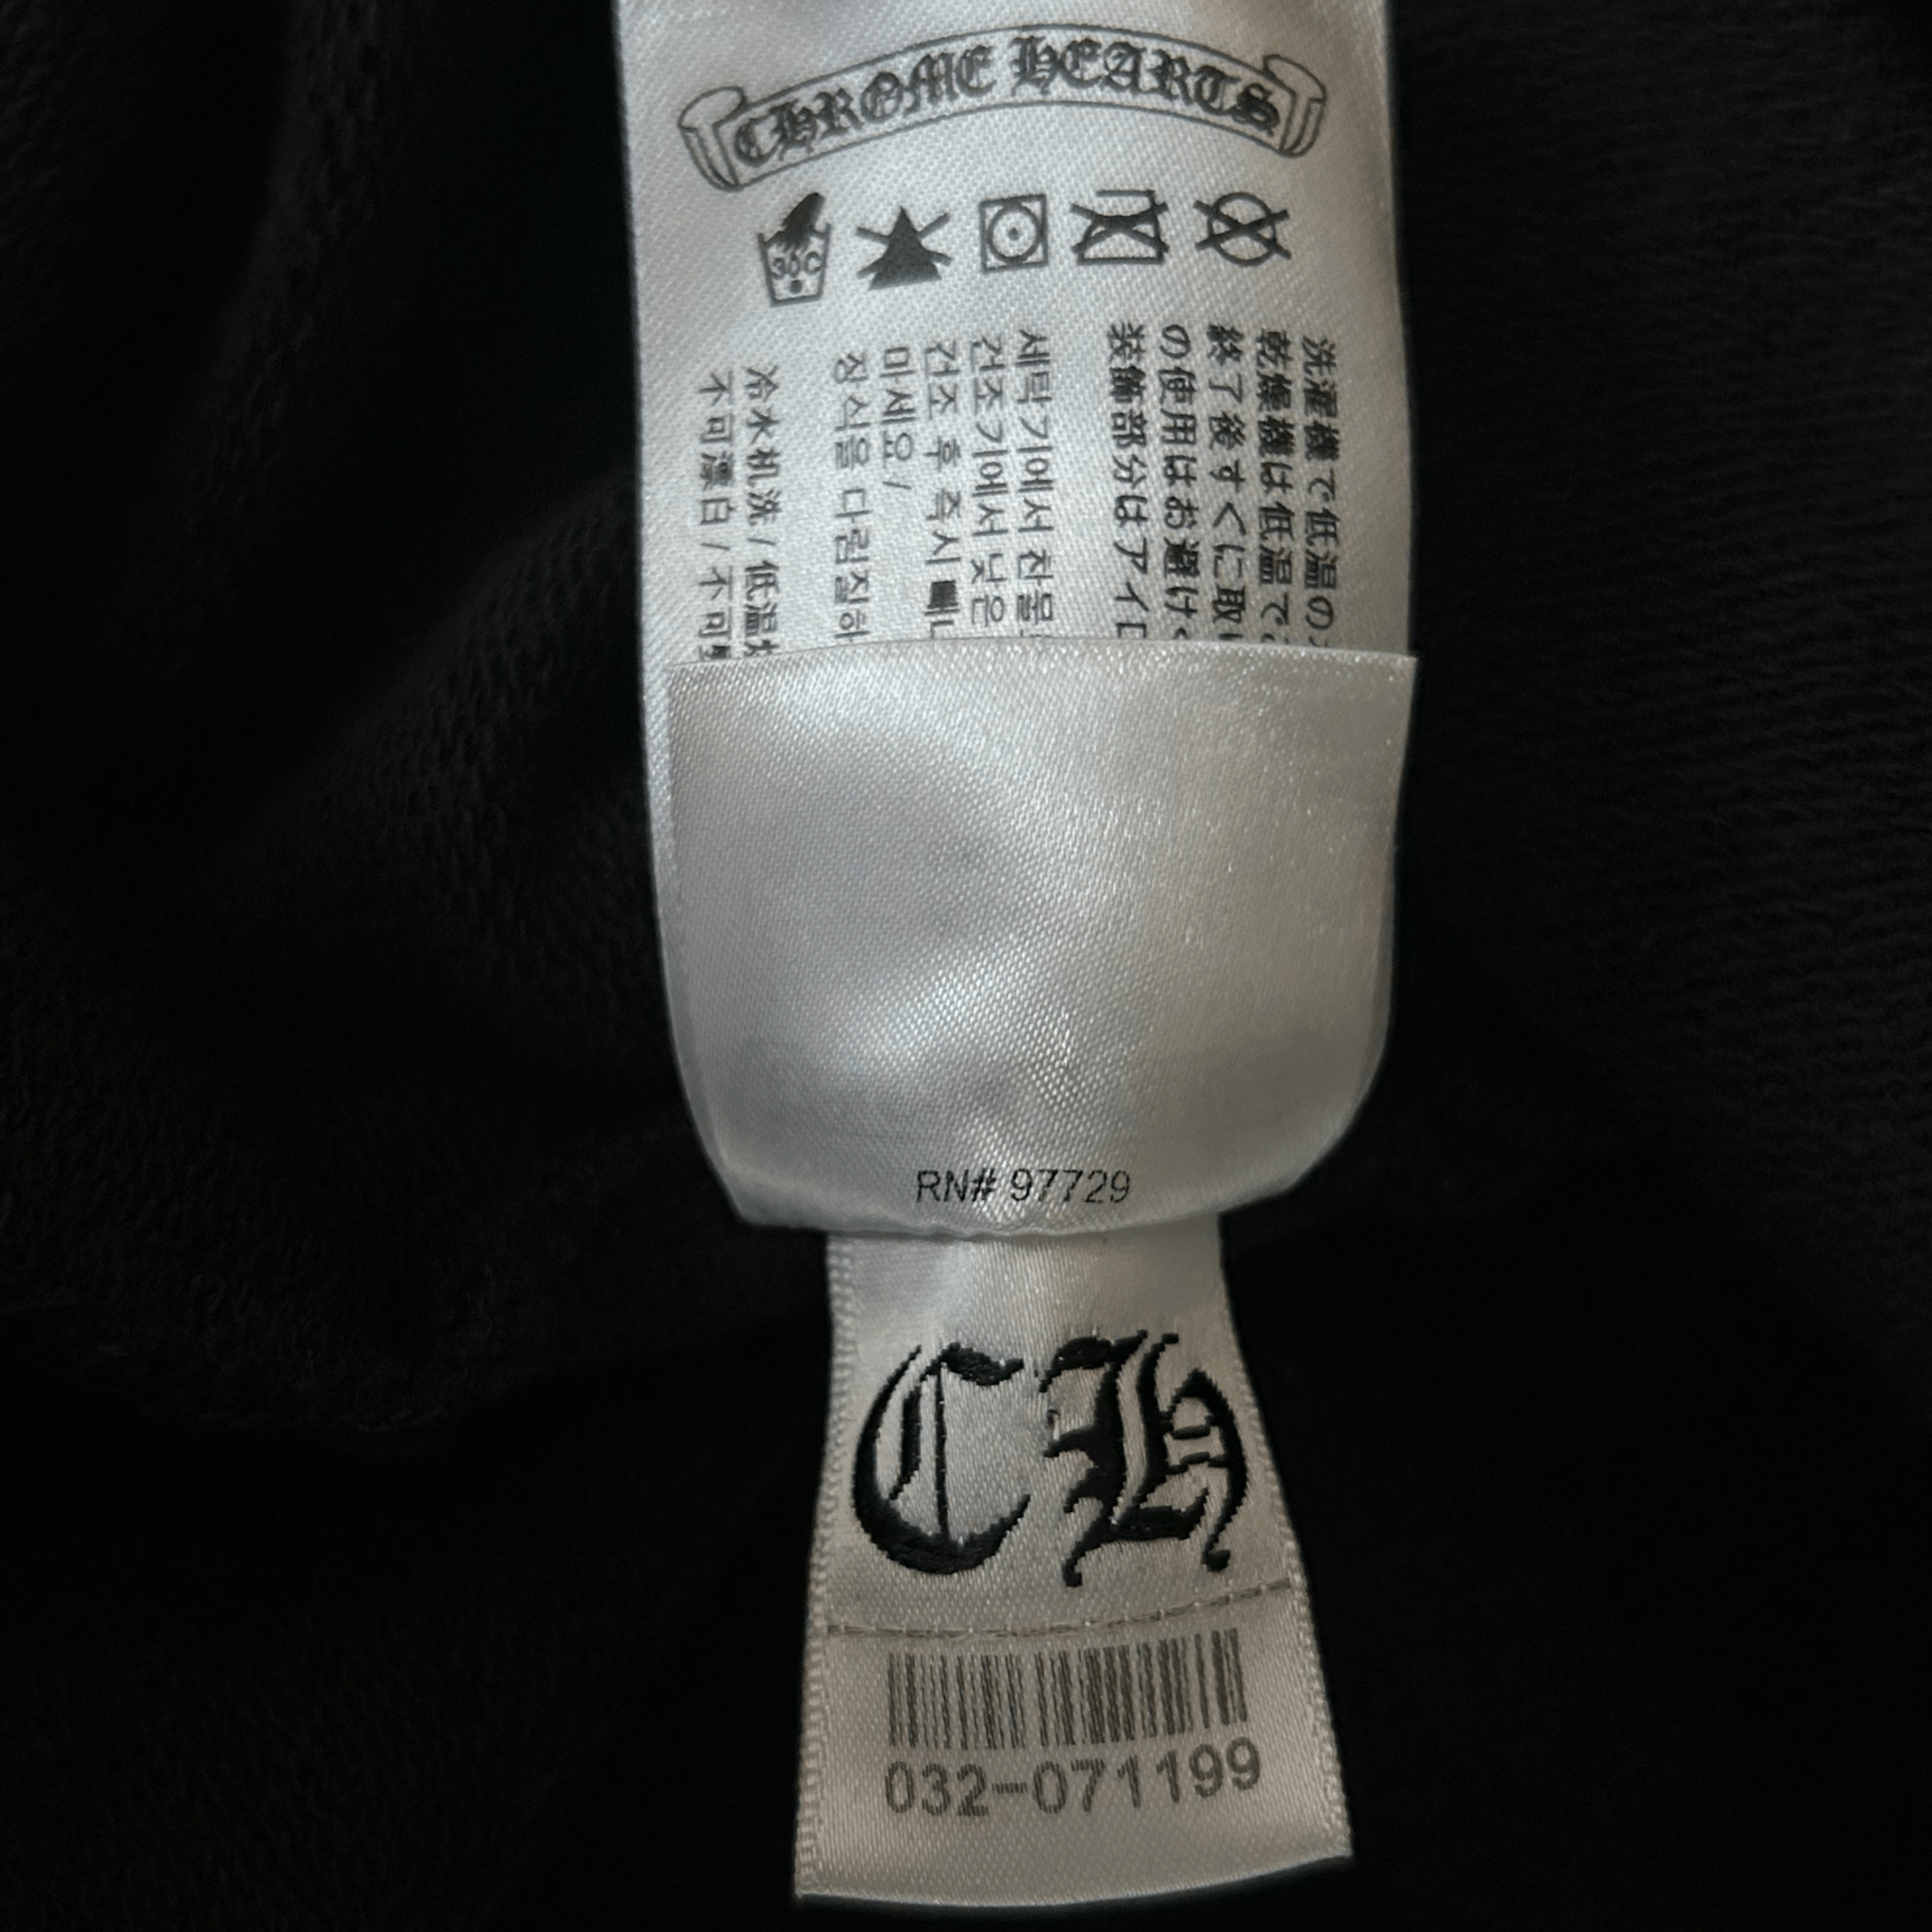 CHROME HEARTS
30C
洗濯機で低温の
乾燥機は低温で
終了後すぐに取
の使用はお避け
装飾部分はアイロ
세탁기에서 찬물
건조기에서 낮은
건조 후 즉시 빼
미세요 /
장식을 다림질하
冷水机洗 / 低温
不可漂白 / 不可
RN# 97729
CH
032-071199